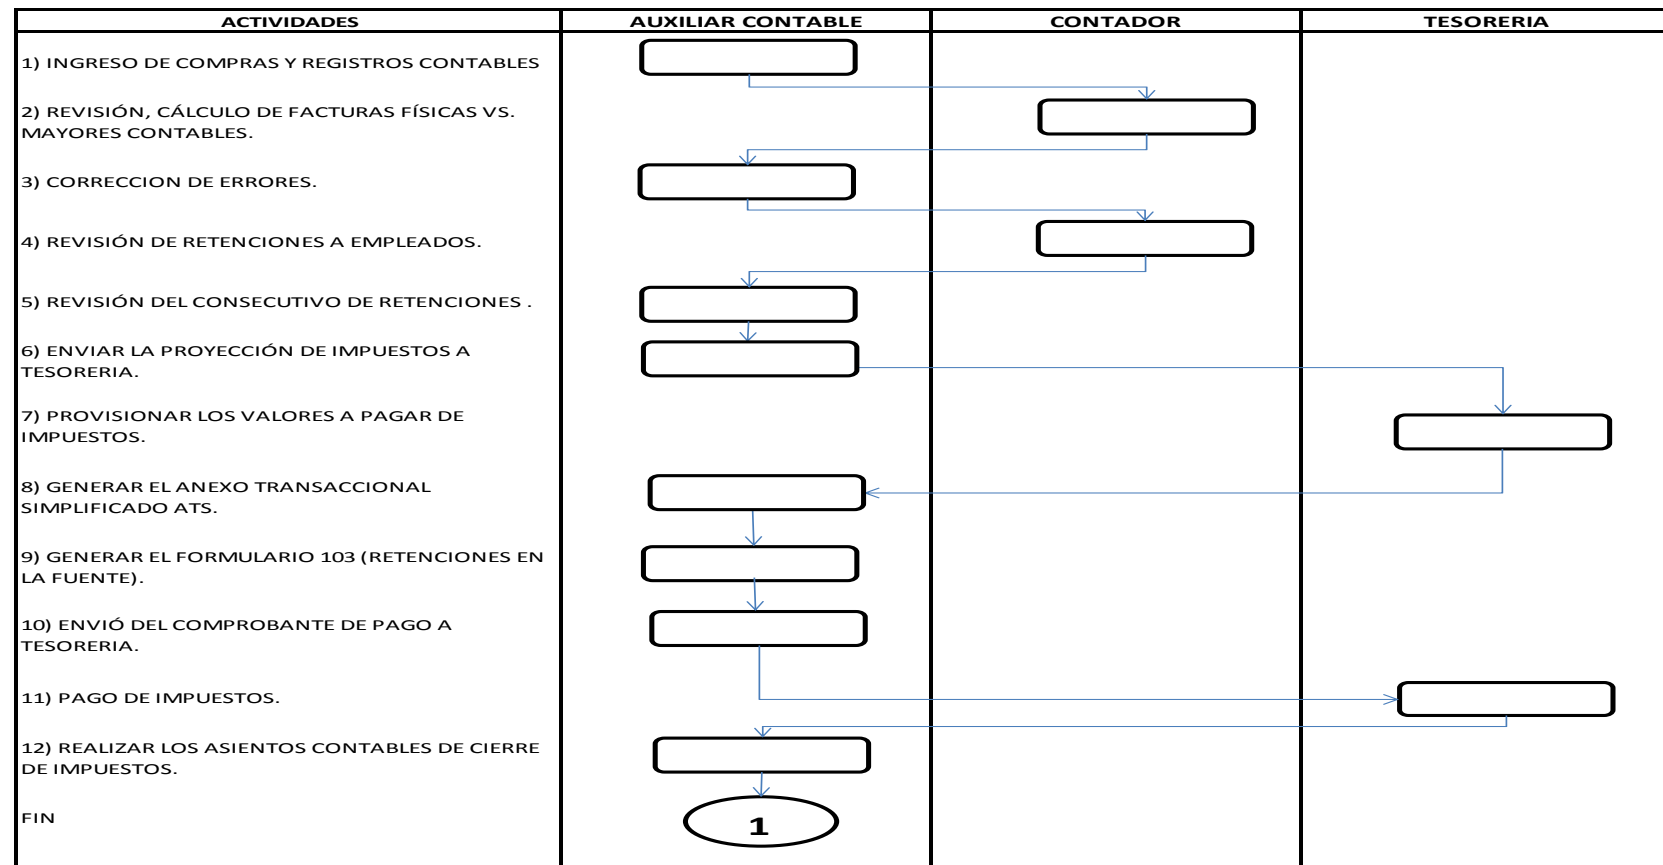 ACTIVIDADES AUXILIAR CONTABLE CONTADOR TESORERIA
1) INGRESO DE COMPRAS Y REGISTROS CONTABLES
2) REVISIÓN, CÁLCULO DE FACTURAS FÍSICAS VS.
MAYORES CONTABLES.
3) CORRECCION DE ERRORES.
4) REVISIÓN DE RETENCIONES A EMPLEADOS.
5) REVISIÓN DEL CONSECUTIVO DE RETENCIONES .
6) ENVIAR LA PROYECCIÓN DE IMPUESTOS A
TESORERIA.
7) PROVISIONAR LOS VALORES A PAGAR DE
IMPUESTOS.
8) GENERAR EL ANEXO TRANSACCIONAL
SIMPLIFICADO ATS.
9) GENERAR EL FORMULARIO 103 (RETENCIONES EN
LA FUENTE).
10) ENVIÓ DEL COMPROBANTE DE PAGO A
TESORERIA.
11) PAGO DE IMPUESTOS.
12) REALIZAR LOS ASIENTOS CONTABLES DE CIERRE
DE IMPUESTOS.
FIN
1